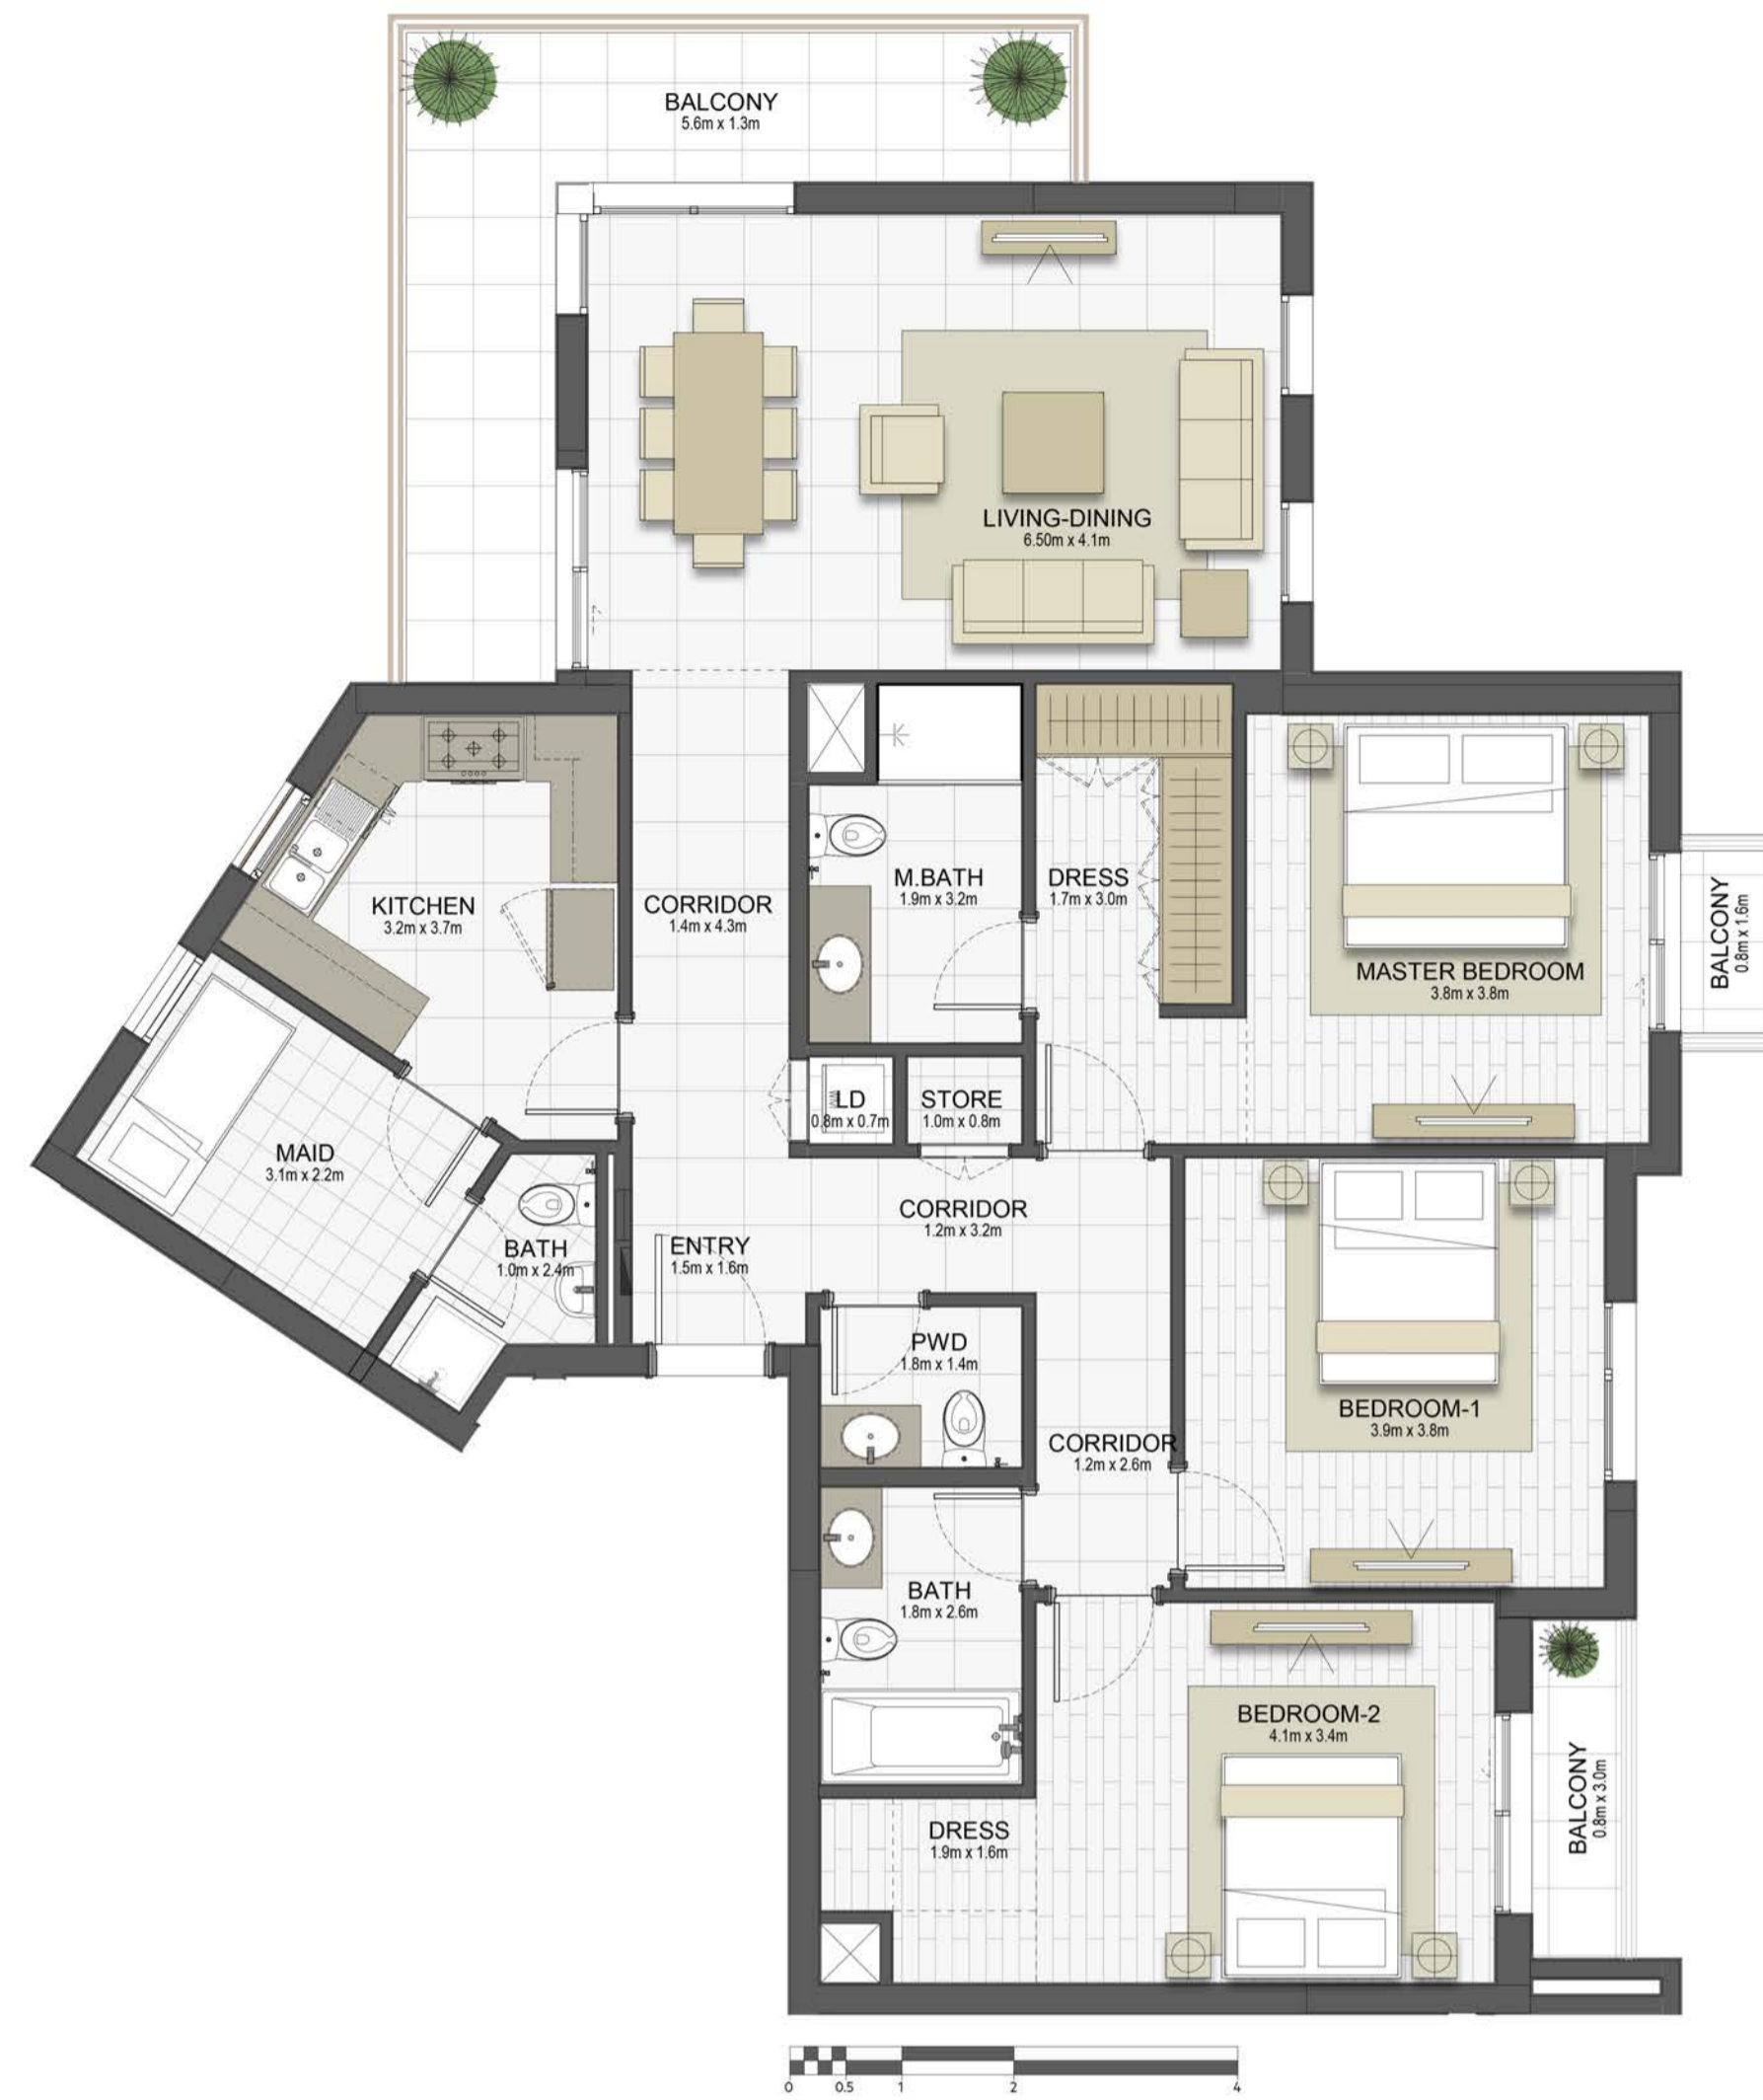 BALCONY
5.6m x 1.3m
LIVING-DINING
6.50m x 4.1m
KITCHEN
3.2m x 3.7m
CORRIDOR
1.4m x 4.3m
M.BATH
1.9m x 3.2m
DRESS
1.7m x 3.0m
MASTER BEDROOM
3.8m x 3.8m
BALCONY
0.8m x 1.6m
LD
0.8m x 0.7m
STORE
1.0m x 0.8m
MAID
3.1m x 2.2m
BATH
1.0m x 2.4m
ENTRY
1.5m x 1.6m
CORRIDOR
1.2m x 3.2m
PWD
1.8m x 1.4m
CORRIDOR
1.2m x 2.6m
BEDROOM-1
3.9m x 3.8m
BATH
1.8m x 2.6m
BEDROOM-2
4.1m x 3.4m
BALCONY
0.8m x 3.0m
DRESS
1.9m x 1.6m
0 0.5 1 2 4